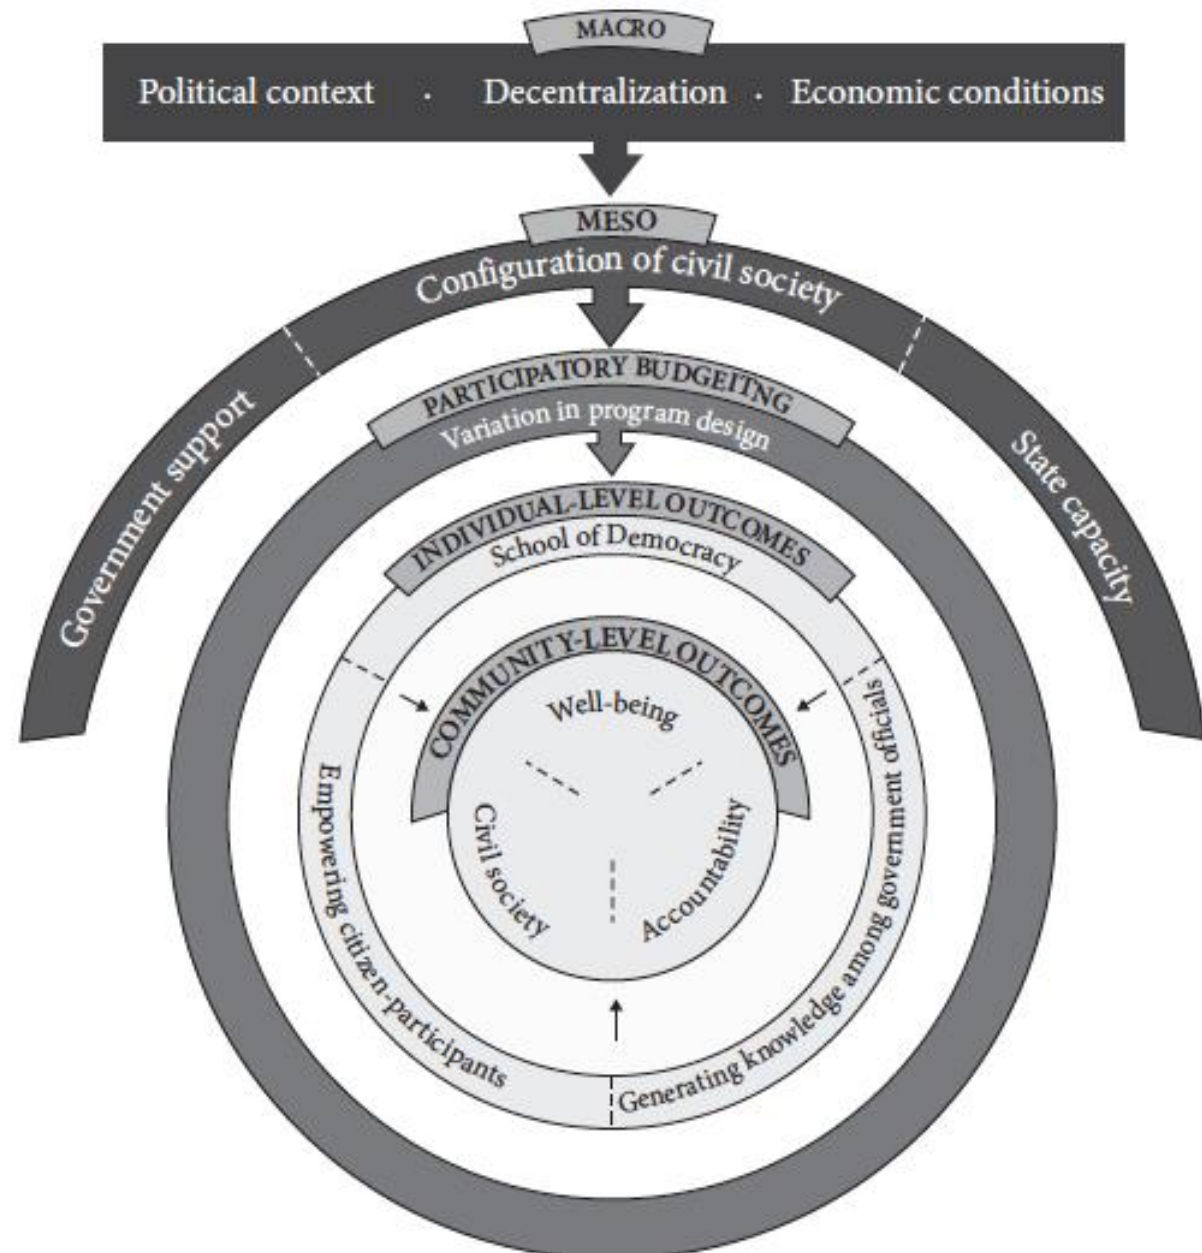 MACRO
Political context · Decentralization · Economic conditions
MESO
Configuration of civil society
Government support
State capacity
PARTICIPATORY BUDGEITNG
Variation in program design
INDIVIDUAL-LEVEL OUTCOMES
School of Democracy
Empowering citizen-participants
Generating knowledge among government officials
COMMUNITY-LEVEL OUTCOMES
Well-being
Civil society
Accountability